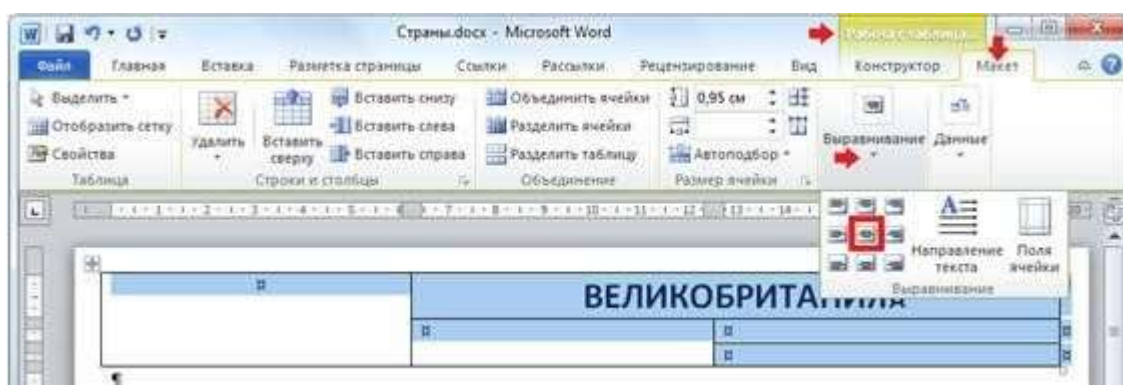 Страны.docx - Microsoft Word
Работа с таблица...
Файл Главная Вставка Разметка страницы Ссылки Рассылки Рецензирование Вид Конструктор Макет
Выделить
Отобразить сетку
Свойства
Таблица
Удалить
Вставить сверху
Вставить снизу
Вставить слева
Вставить справа
Строки и столбцы
Объединить ячейки
Разделить ячейки
Разделить таблицу
Объединение
0,95 см
Автоподбор
Размер ячейки
Выравнивание
Данные
Направление текста
Поля ячейки
Выравнивание
ВЕЛИКОБРИТАНИЯ